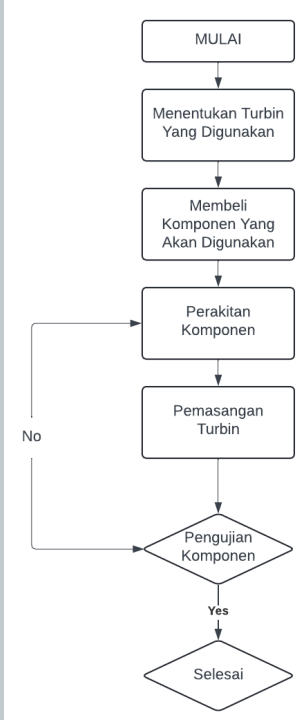 MULAI
Menentukan Turbin
Yang Digunakan
Membeli
Komponen Yang
Akan Digunakan
Perakitan
Komponen
Pemasangan
Turbin
No
Pengujian
Komponen
Yes
Selesai